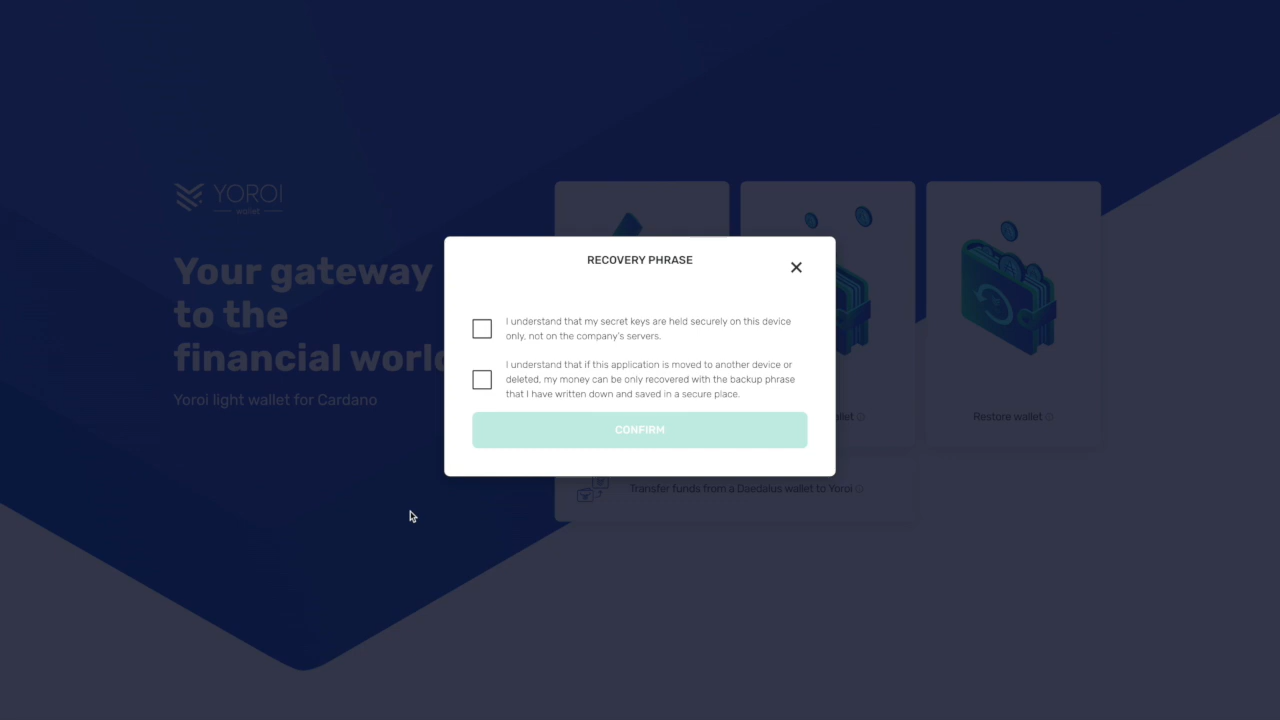 YOROI
wallet
Your gateway
to the
financial world
Yoroi light wallet for Cardano
RECOVERY PHRASE
I understand that my secret keys are held securely on this device
only, not on the company's servers.
I understand that if this application is moved to another device or
deleted, my money can be only recovered with the backup phrase
that I have written down and saved in a secure place.
CONFIRM
Restore wallet
Transfer funds from a Daedalus wallet to Yoroi